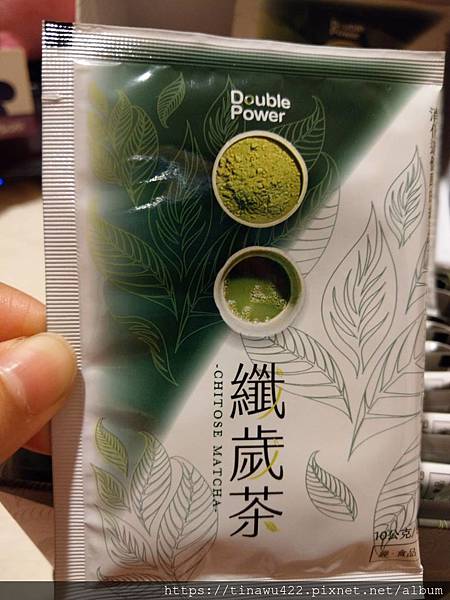 Double
Power
纖歲茶
-CHITOSE MATCHA-
10公克/
https://tinawu422.pixnet.net/album